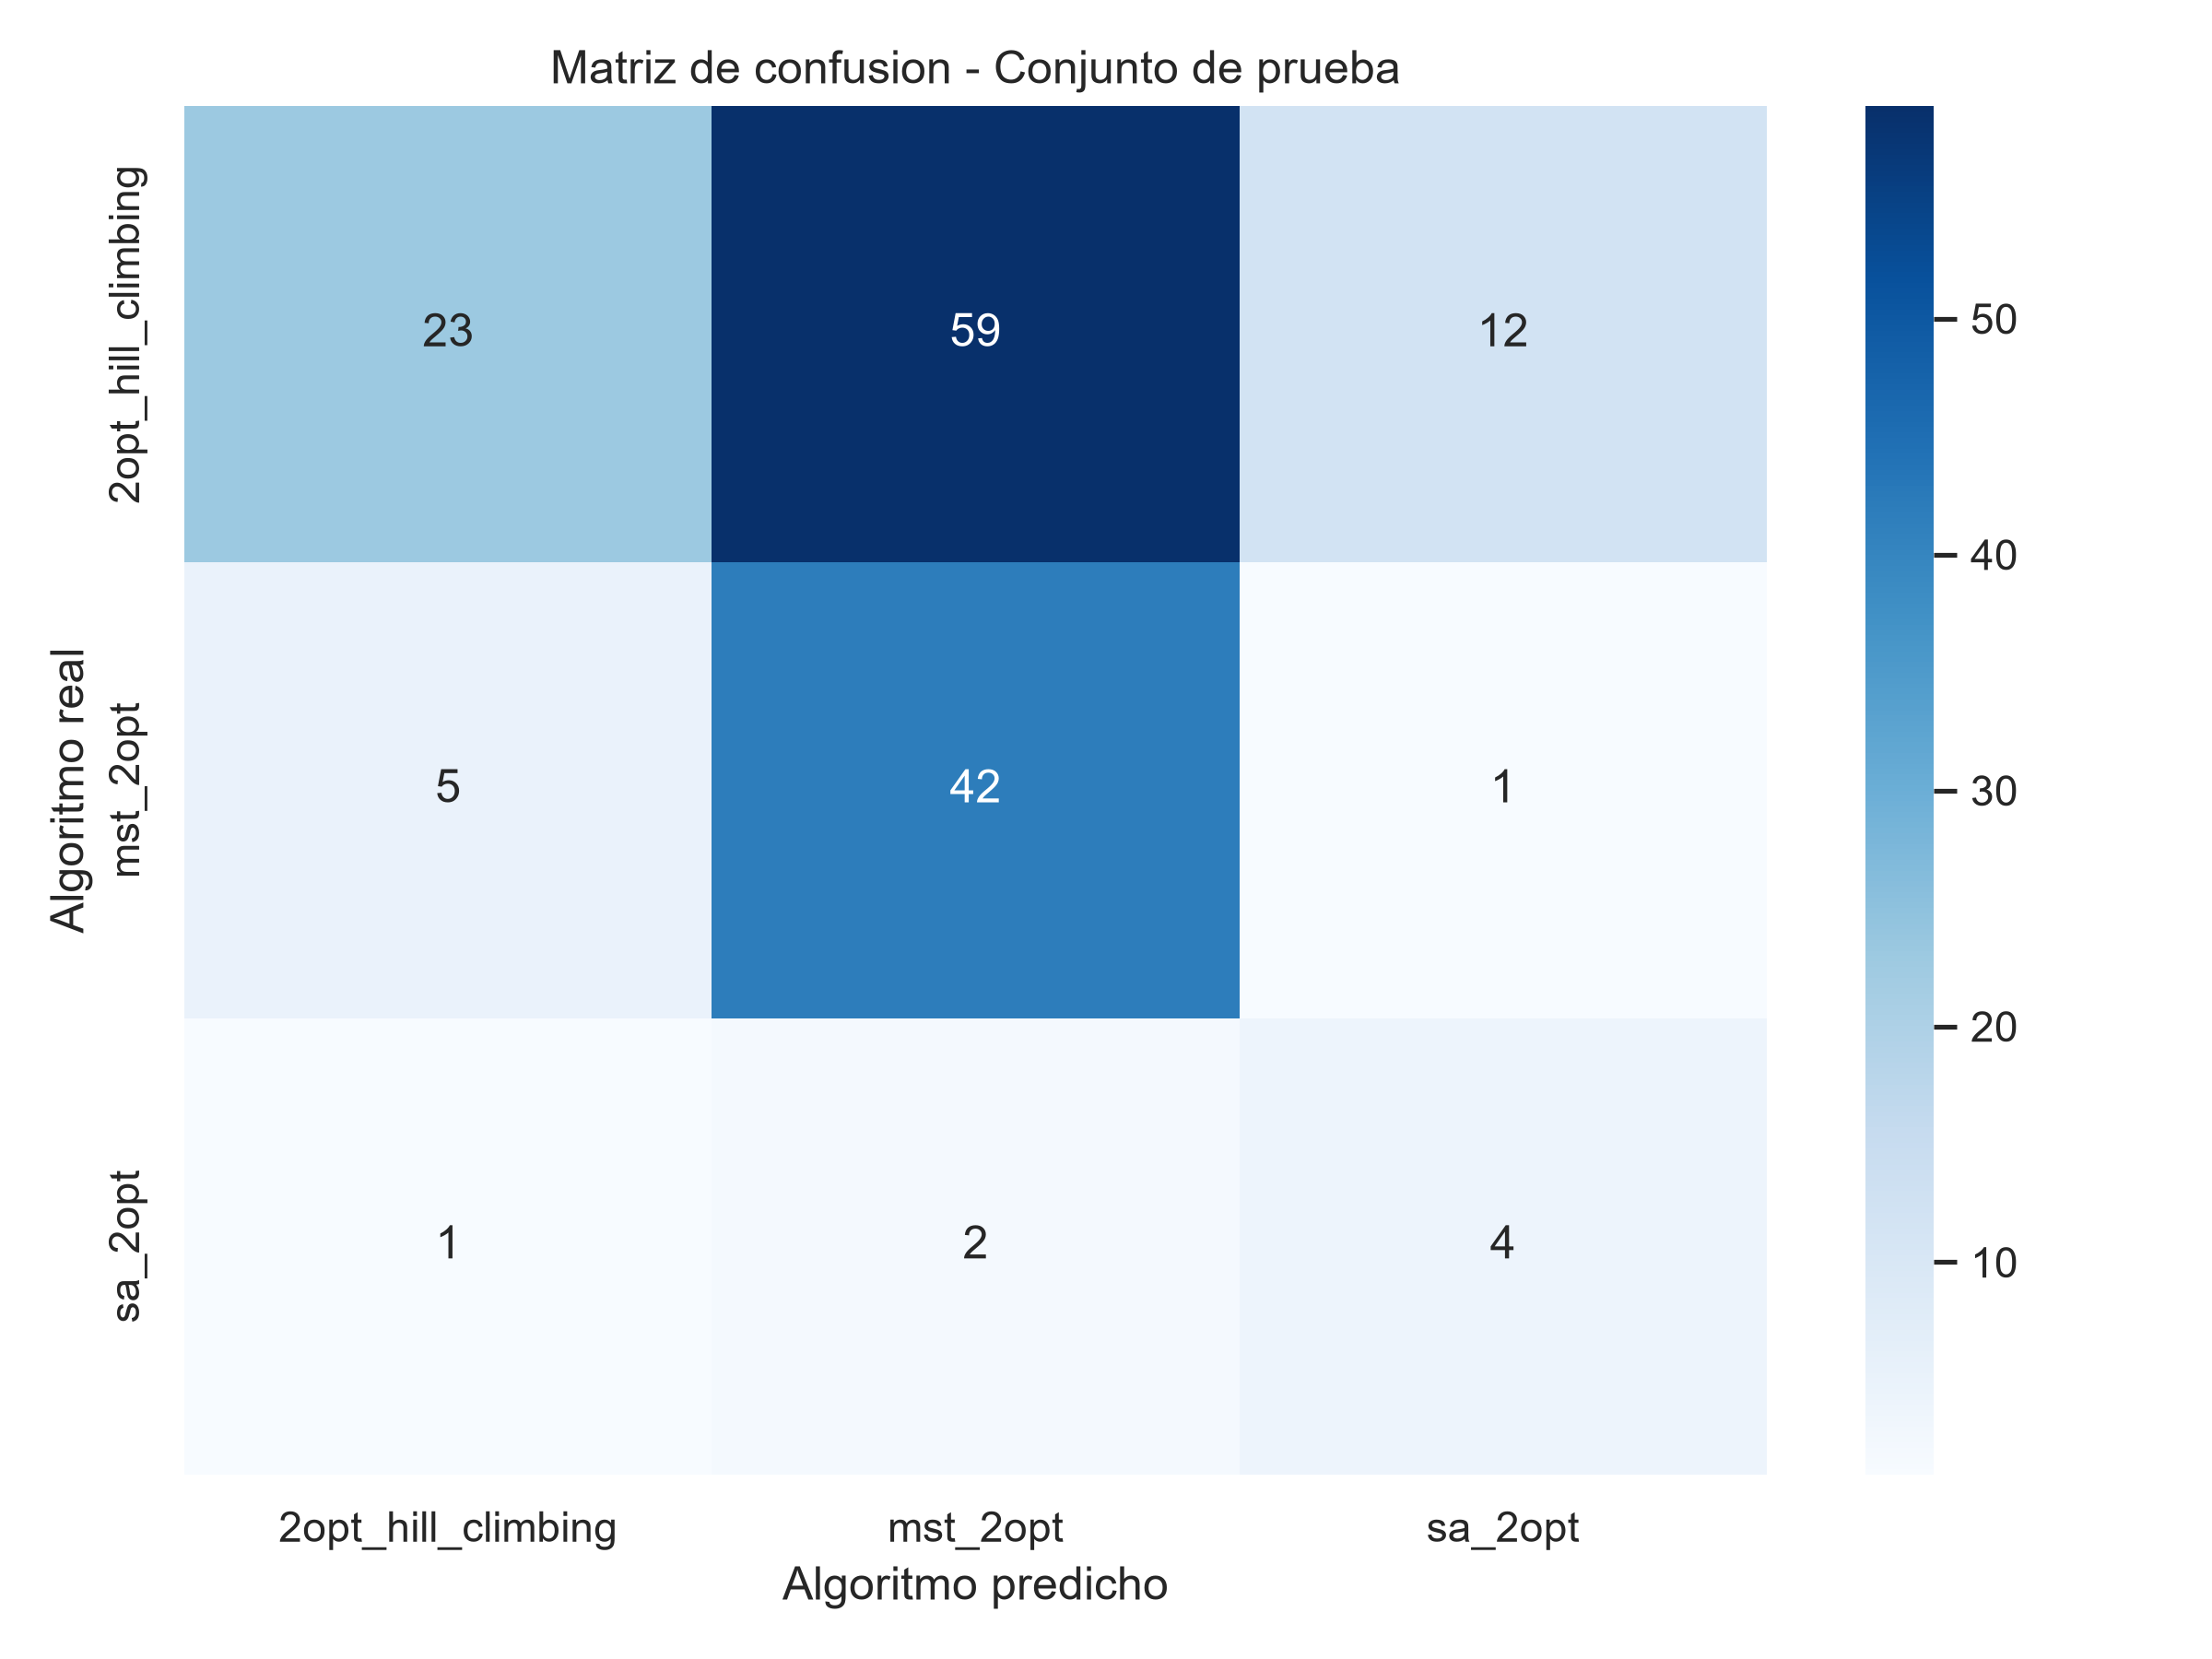 Matriz de confusion - Conjunto de prueba
Algoritmo real
2opt_hill_climbing
23 59 12
mst_2opt
5 42 1
sa_2opt
1 2 4
2opt_hill_climbing mst_2opt sa_2opt
Algoritmo predicho
50
40
30
20
10